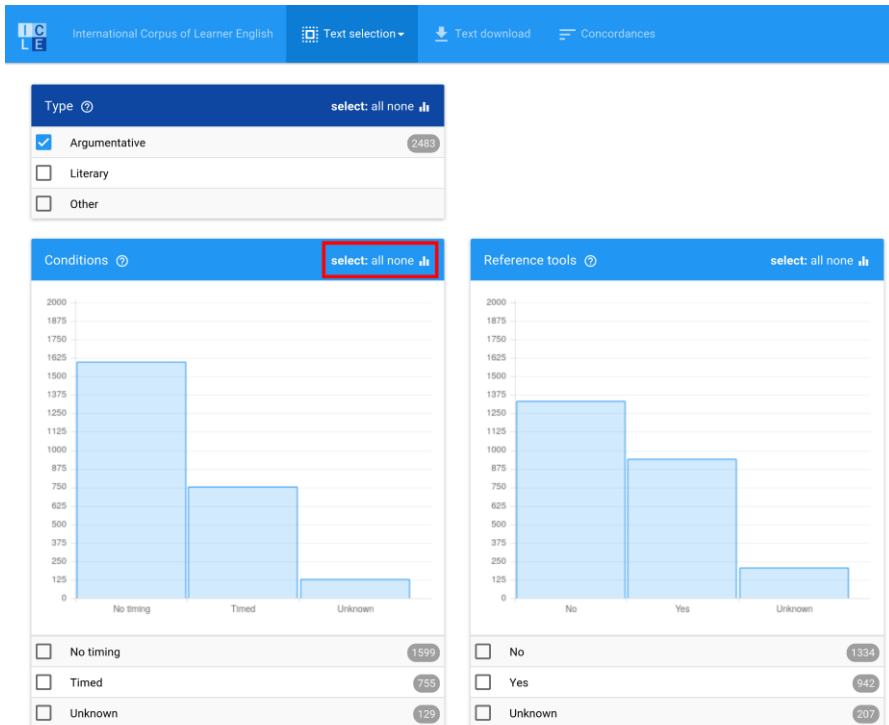 IC
LE
International Corpus of Learner English
Text selection
Text download
Concordances
Type
select: all none
Argumentative 2483
Literary
Other
Conditions
select: all none
2000
1875
1750
1625
1500
1375
1250
1125
1000
875
750
625
500
375
250
125
0
No timing Timed Unknown
No timing 1599
Timed 755
Unknown 129
Reference tools
select: all none
2000
1875
1750
1625
1500
1375
1250
1125
1000
875
750
625
500
375
250
125
0
No Yes Unknown
No 1334
Yes 942
Unknown 207